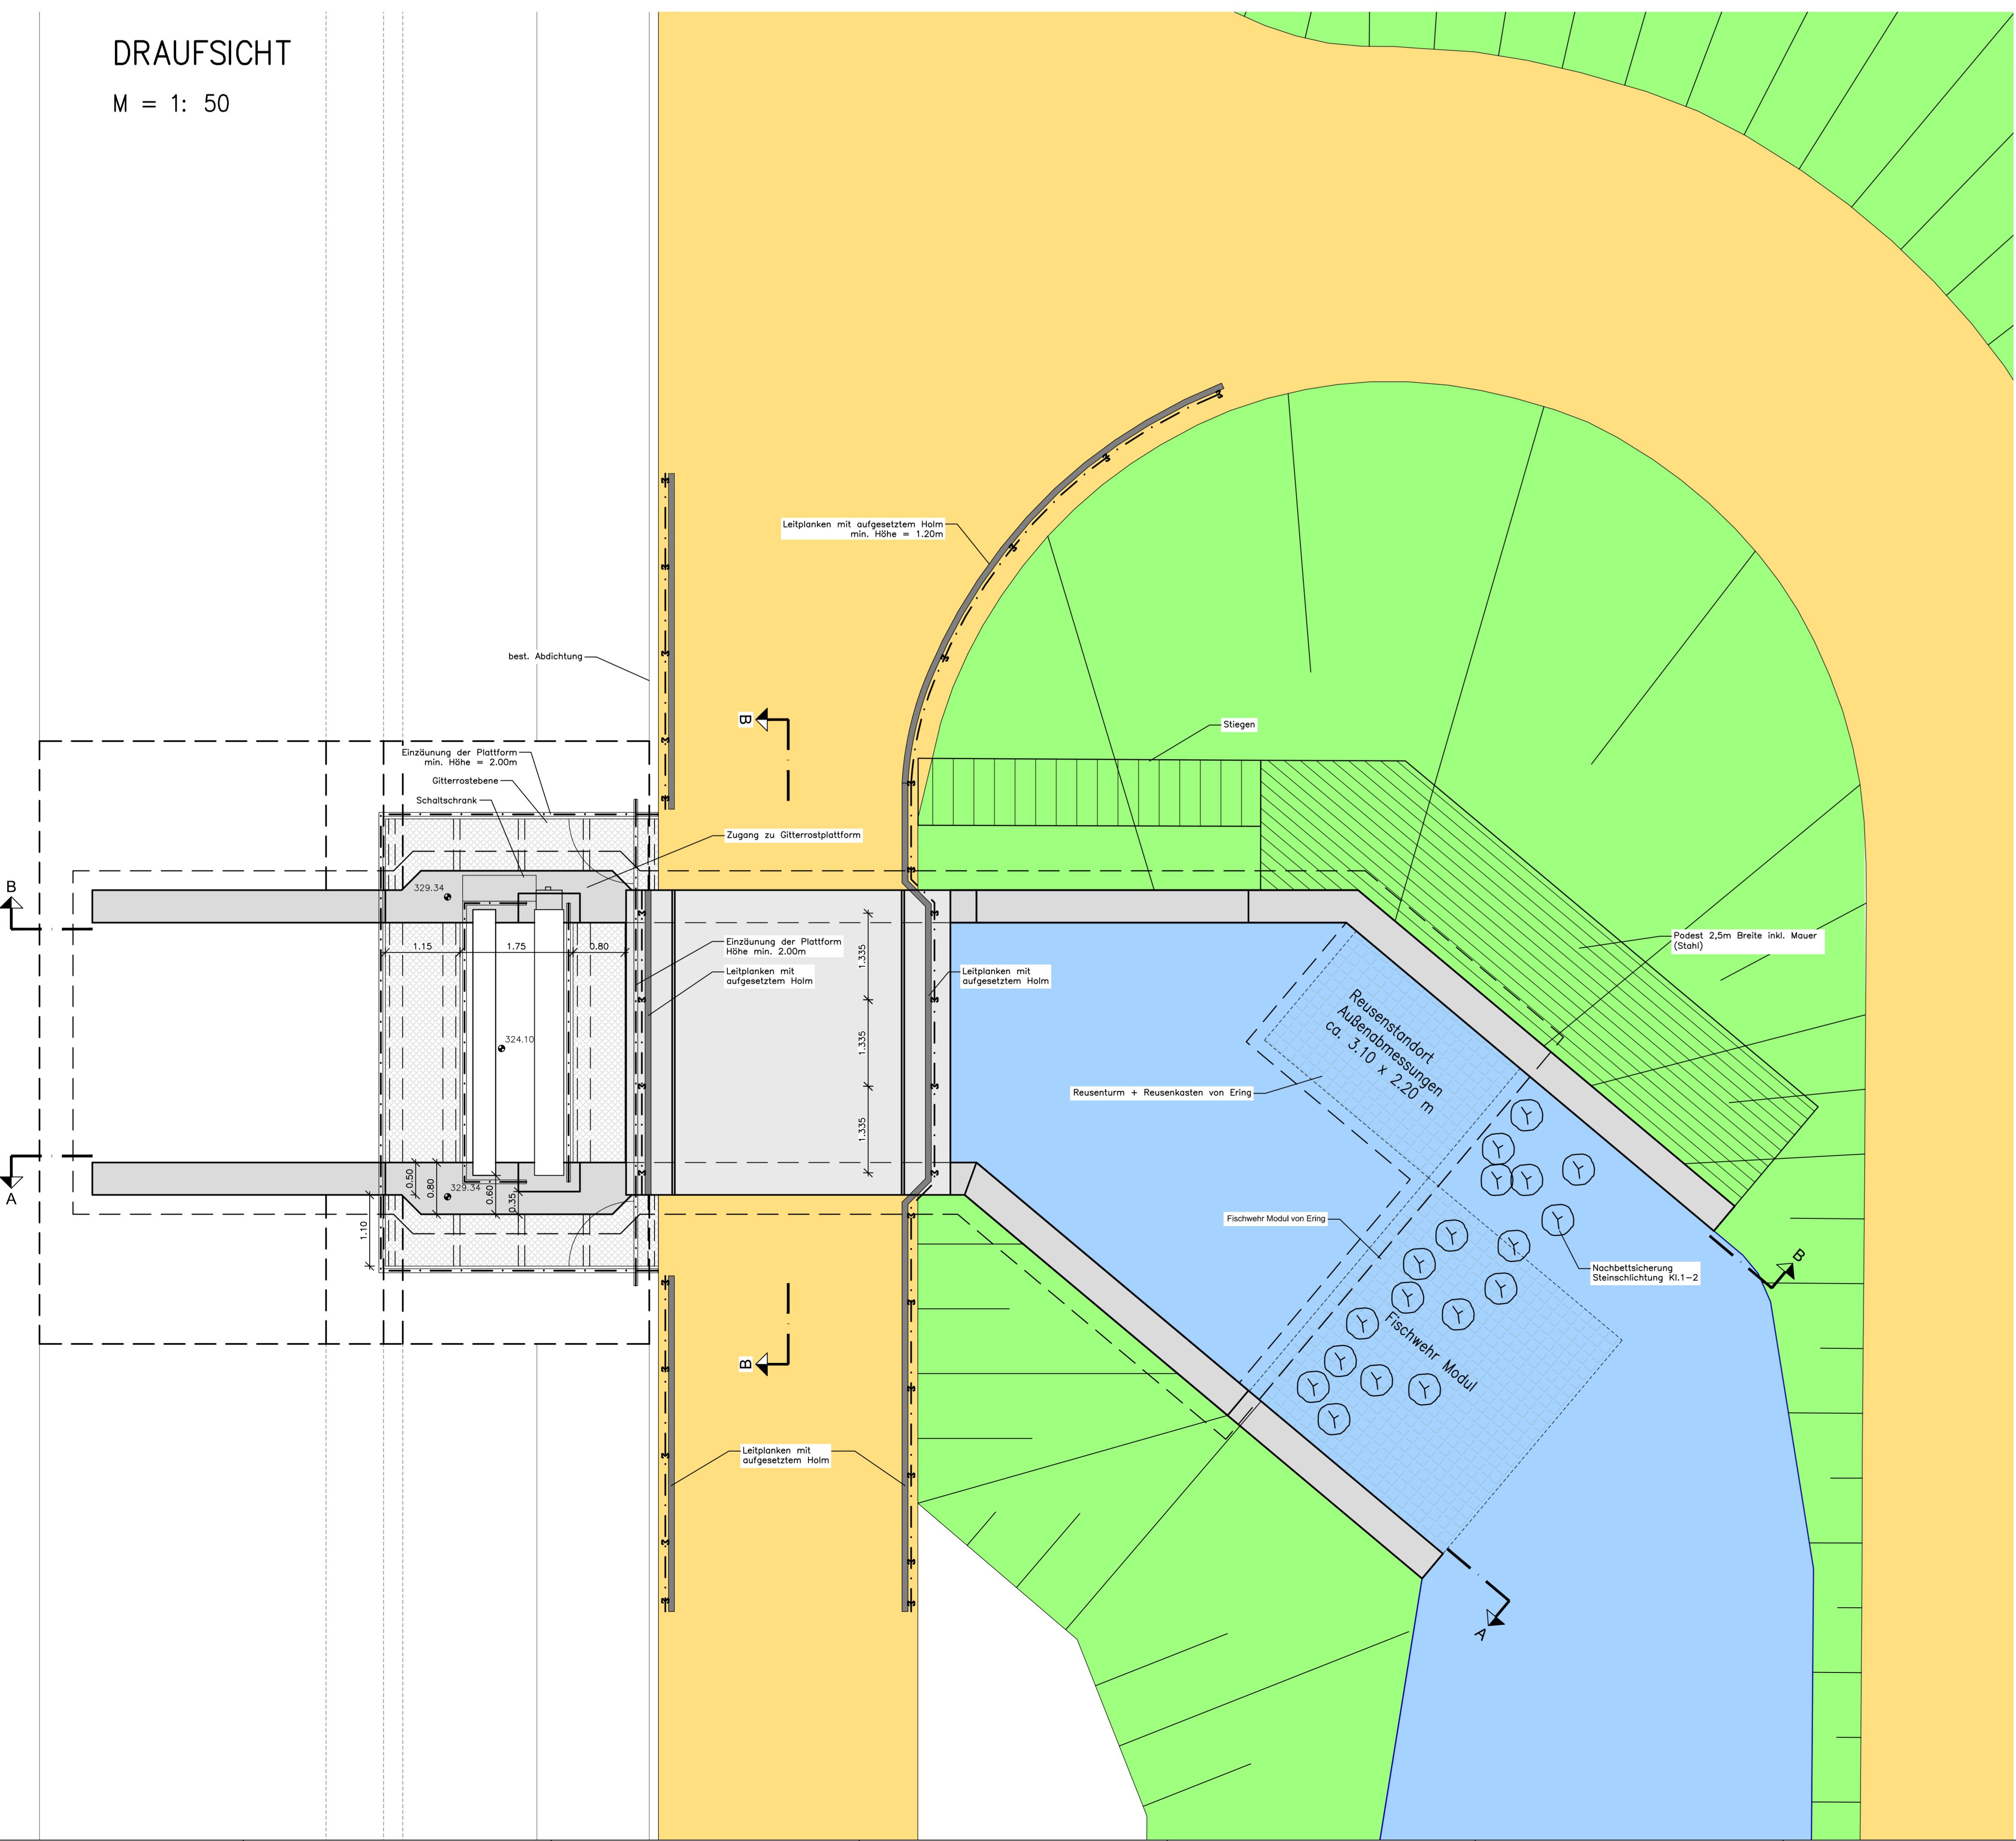 DRAUFSICHT
M = 1: 50
Leitplanken mit aufgesetztem Holm
min. Höhe = 1.20m
best. Abdichtung
B
Stiegen
Einzäunung der Plattform
min. Höhe = 2.00m
Gitterrostebene
Schaltschrank
Zugang zu Gitterrostplattform
B
329.34
1.15
1.75
0.80
Einzäunung der Plattform
Höhe min. 2.00m
Leitplanken mit
aufgesetztem Holm
1.335
1.335
1.335
Leitplanken mit
aufgesetztem Holm
Podest 2,5m Breite inkl. Mauer
(Stahl)
324.10
Reusenstandort
Außenabmessungen
ca. 3.10 x 2.20 m
Reusenturm + Reusenkasten von Ering
A
0.50
0.80
329.34
0.60
0.35
1.10
Fischwehr Modul von Ering
B
Nachbettsicherung
Steinschlichtung Kl.1-2
Fischwehr Modul
B
Leitplanken mit
aufgesetztem Holm
A